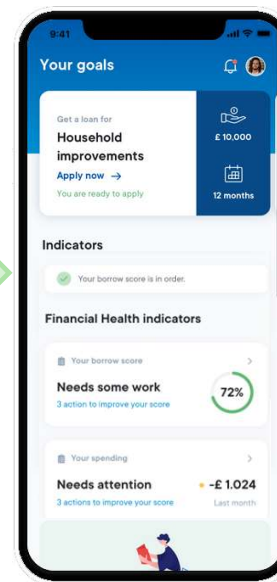 9:41
Your goals
Get a loan for
Household
improvements
Apply now →
You are ready to apply
£ 10,000
12 months
Indicators
Your borrow score is in order.
Financial Health indicators
Your borrow score
Needs some work
3 action to improve your score
72%
Your spending
Needs attention
3 actions to improve your score
-£ 1.024
Last month